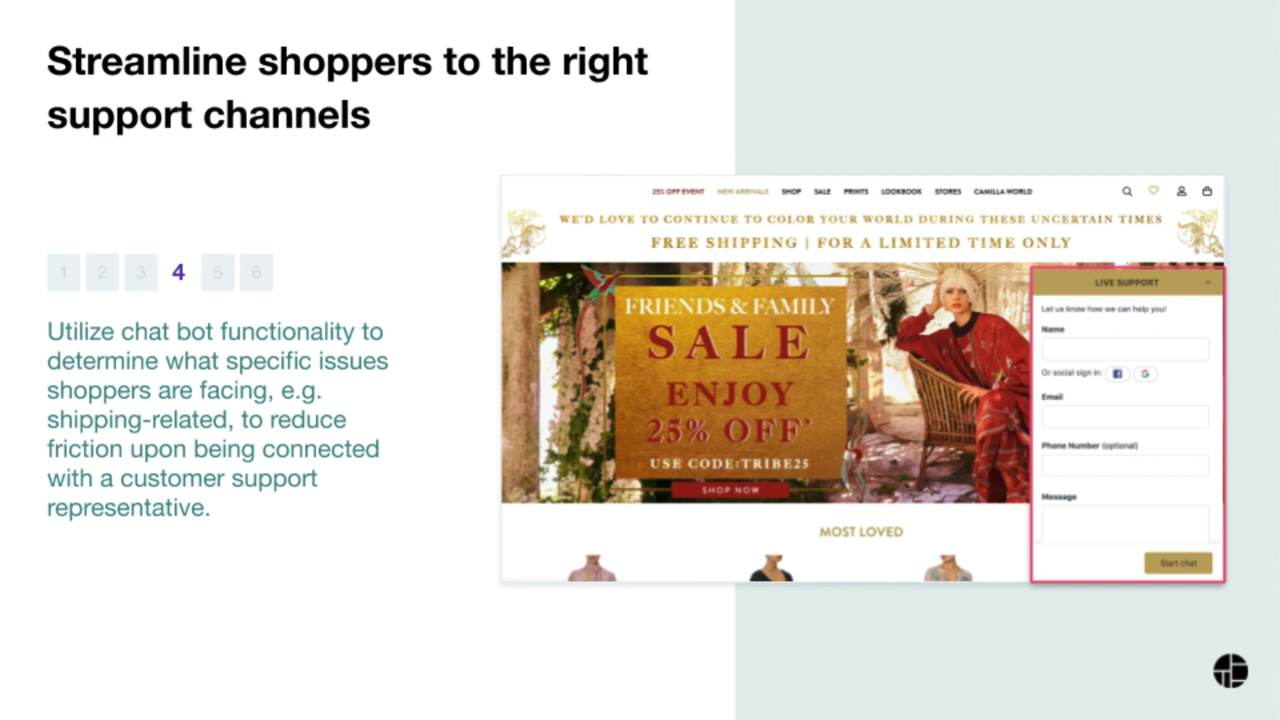 Streamline shoppers to the right
support channels
1 2 3 4 5 6
Utilize chat bot functionality to
determine what specific issues
shoppers are facing, e.g.
shipping-related, to reduce
friction upon being connected
with a customer support
representative.
25% OFF EVENT NEW ARRIVALS SHOP SALE PRINTS LOOKBOOK STORES CAMILLA WORLD
WE'D LOVE TO CONTINUE TO COLOR YOUR WORLD DURING THESE UNCERTAIN TIMES
FREE SHIPPING | FOR A LIMITED TIME ONLY
FRIENDS & FAMILY
SALE
ENJOY
25% OFF*
USE CODE:TRIBE25
SHOP NOW
MOST LOVED
LIVE SUPPORT
Let us know how we can help you!
Name
Or social sign in:
Email
Phone Number (optional)
Message
Start chat